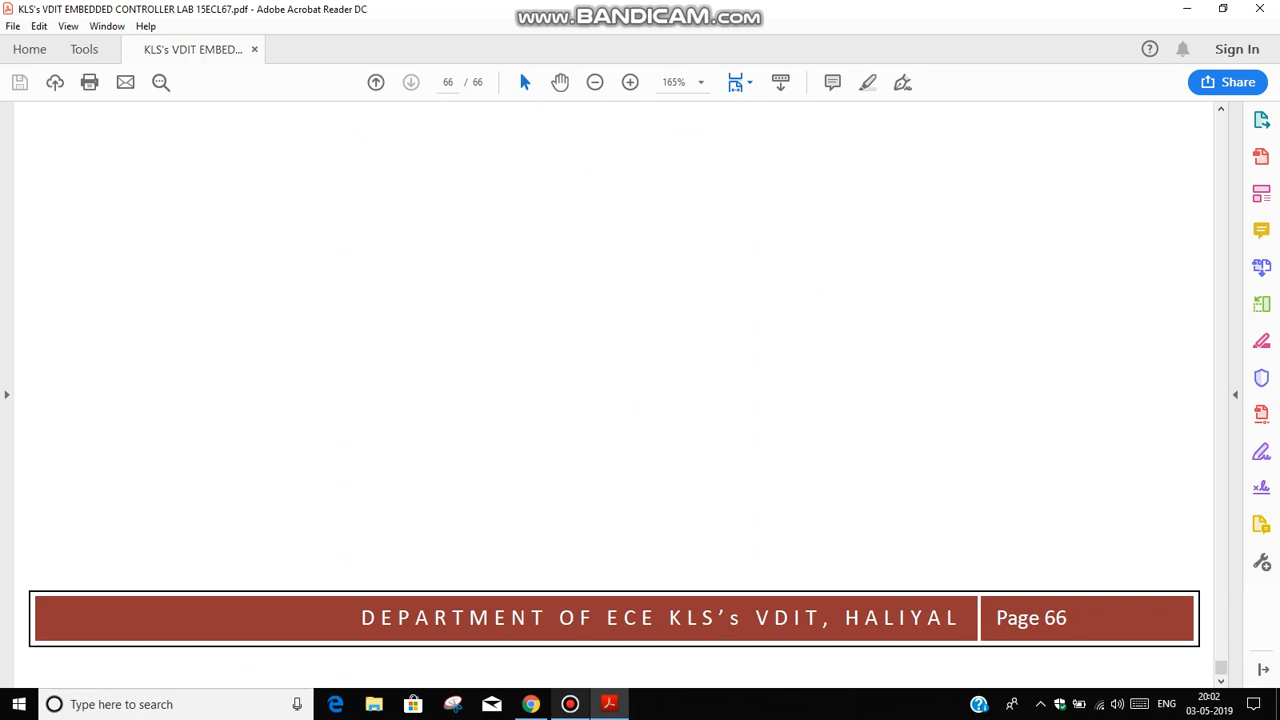 KLS's VDIT EMBEDDED CONTROLLER LAB 15ECL67.pdf - Adobe Acrobat Reader DC
www.BANDICAM.com
File Edit View Window Help
Home Tools KLS's VDIT EMBED... × Sign In
66 / 66 165% Share
DEPARTMENT OF ECE KLS’s VDIT, HALIYAL Page 66
Type here to search
ENG
20:02
03-05-2019